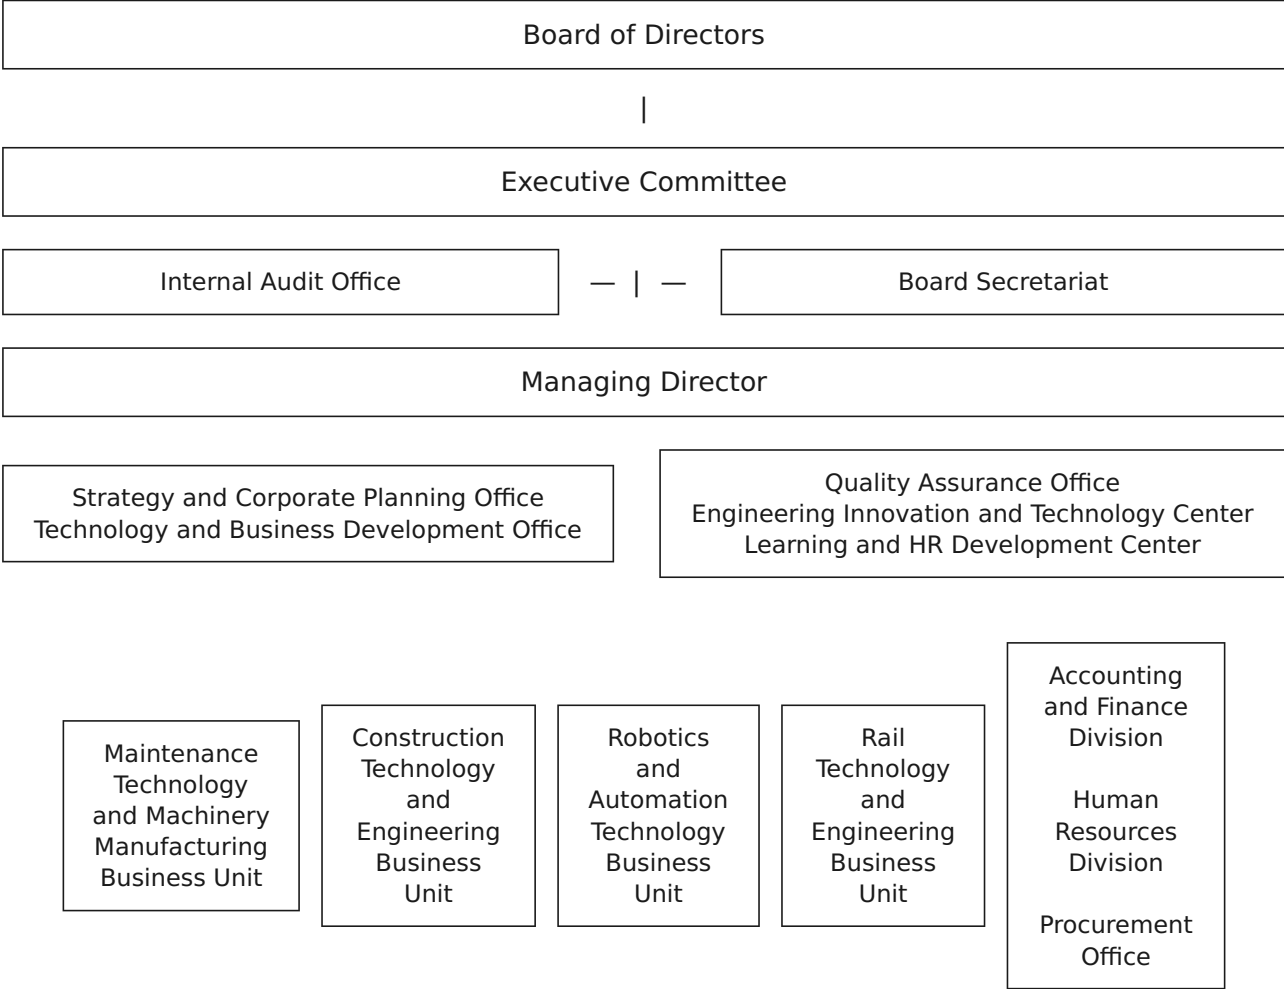 Board of Directors
|
Executive Committee
Internal Audit Office
— | —
Board Secretariat
Managing Director
Strategy and Corporate Planning Office
Technology and Business Development Office
Quality Assurance Office
Engineering Innovation and Technology Center
Learning and HR Development Center
Maintenance
Technology
and Machinery
Manufacturing
Business Unit
Construction
Technology
and
Engineering
Business
Unit
Robotics
and
Automation
Technology
Business
Unit
Rail
Technology
and
Engineering
Business
Unit
Accounting
and Finance
Division
Human
Resources
Division
Procurement
Office